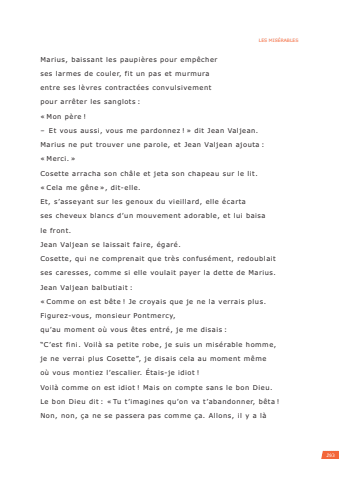 LES MISÉRABLES
Marius, baissant les paupières pour empêcher
ses larmes de couler, fit un pas et murmura
entre ses lèvres contractées convulsivement
pour arrêter les sanglots :
« Mon père !
– Et vous aussi, vous me pardonnez ! » dit Jean Valjean.
Marius ne put trouver une parole, et Jean Valjean ajouta :
« Merci. »
Cosette arracha son châle et jeta son chapeau sur le lit.
« Cela me gêne », dit-elle.
Et, s’asseyant sur les genoux du vieillard, elle écarta
ses cheveux blancs d’un mouvement adorable, et lui baisa
le front.
Jean Valjean se laissait faire, égaré.
Cosette, qui ne comprenait que très confusément, redoublait
ses caresses, comme si elle voulait payer la dette de Marius.
Jean Valjean balbutiait :
« Comme on est bête ! Je croyais que je ne la verrais plus.
Figurez-vous, monsieur Pontmercy,
qu’au moment où vous êtes entré, je me disais :
“C’est fini. Voilà sa petite robe, je suis un misérable homme,
je ne verrai plus Cosette”, je disais cela au moment même
où vous montiez l’escalier. Étais-je idiot !
Voilà comme on est idiot ! Mais on compte sans le bon Dieu.
Le bon Dieu dit : « Tu t’imagines qu’on va t’abandonner, bêta !
Non, non, ça ne se passera pas comme ça. Allons, il y a là